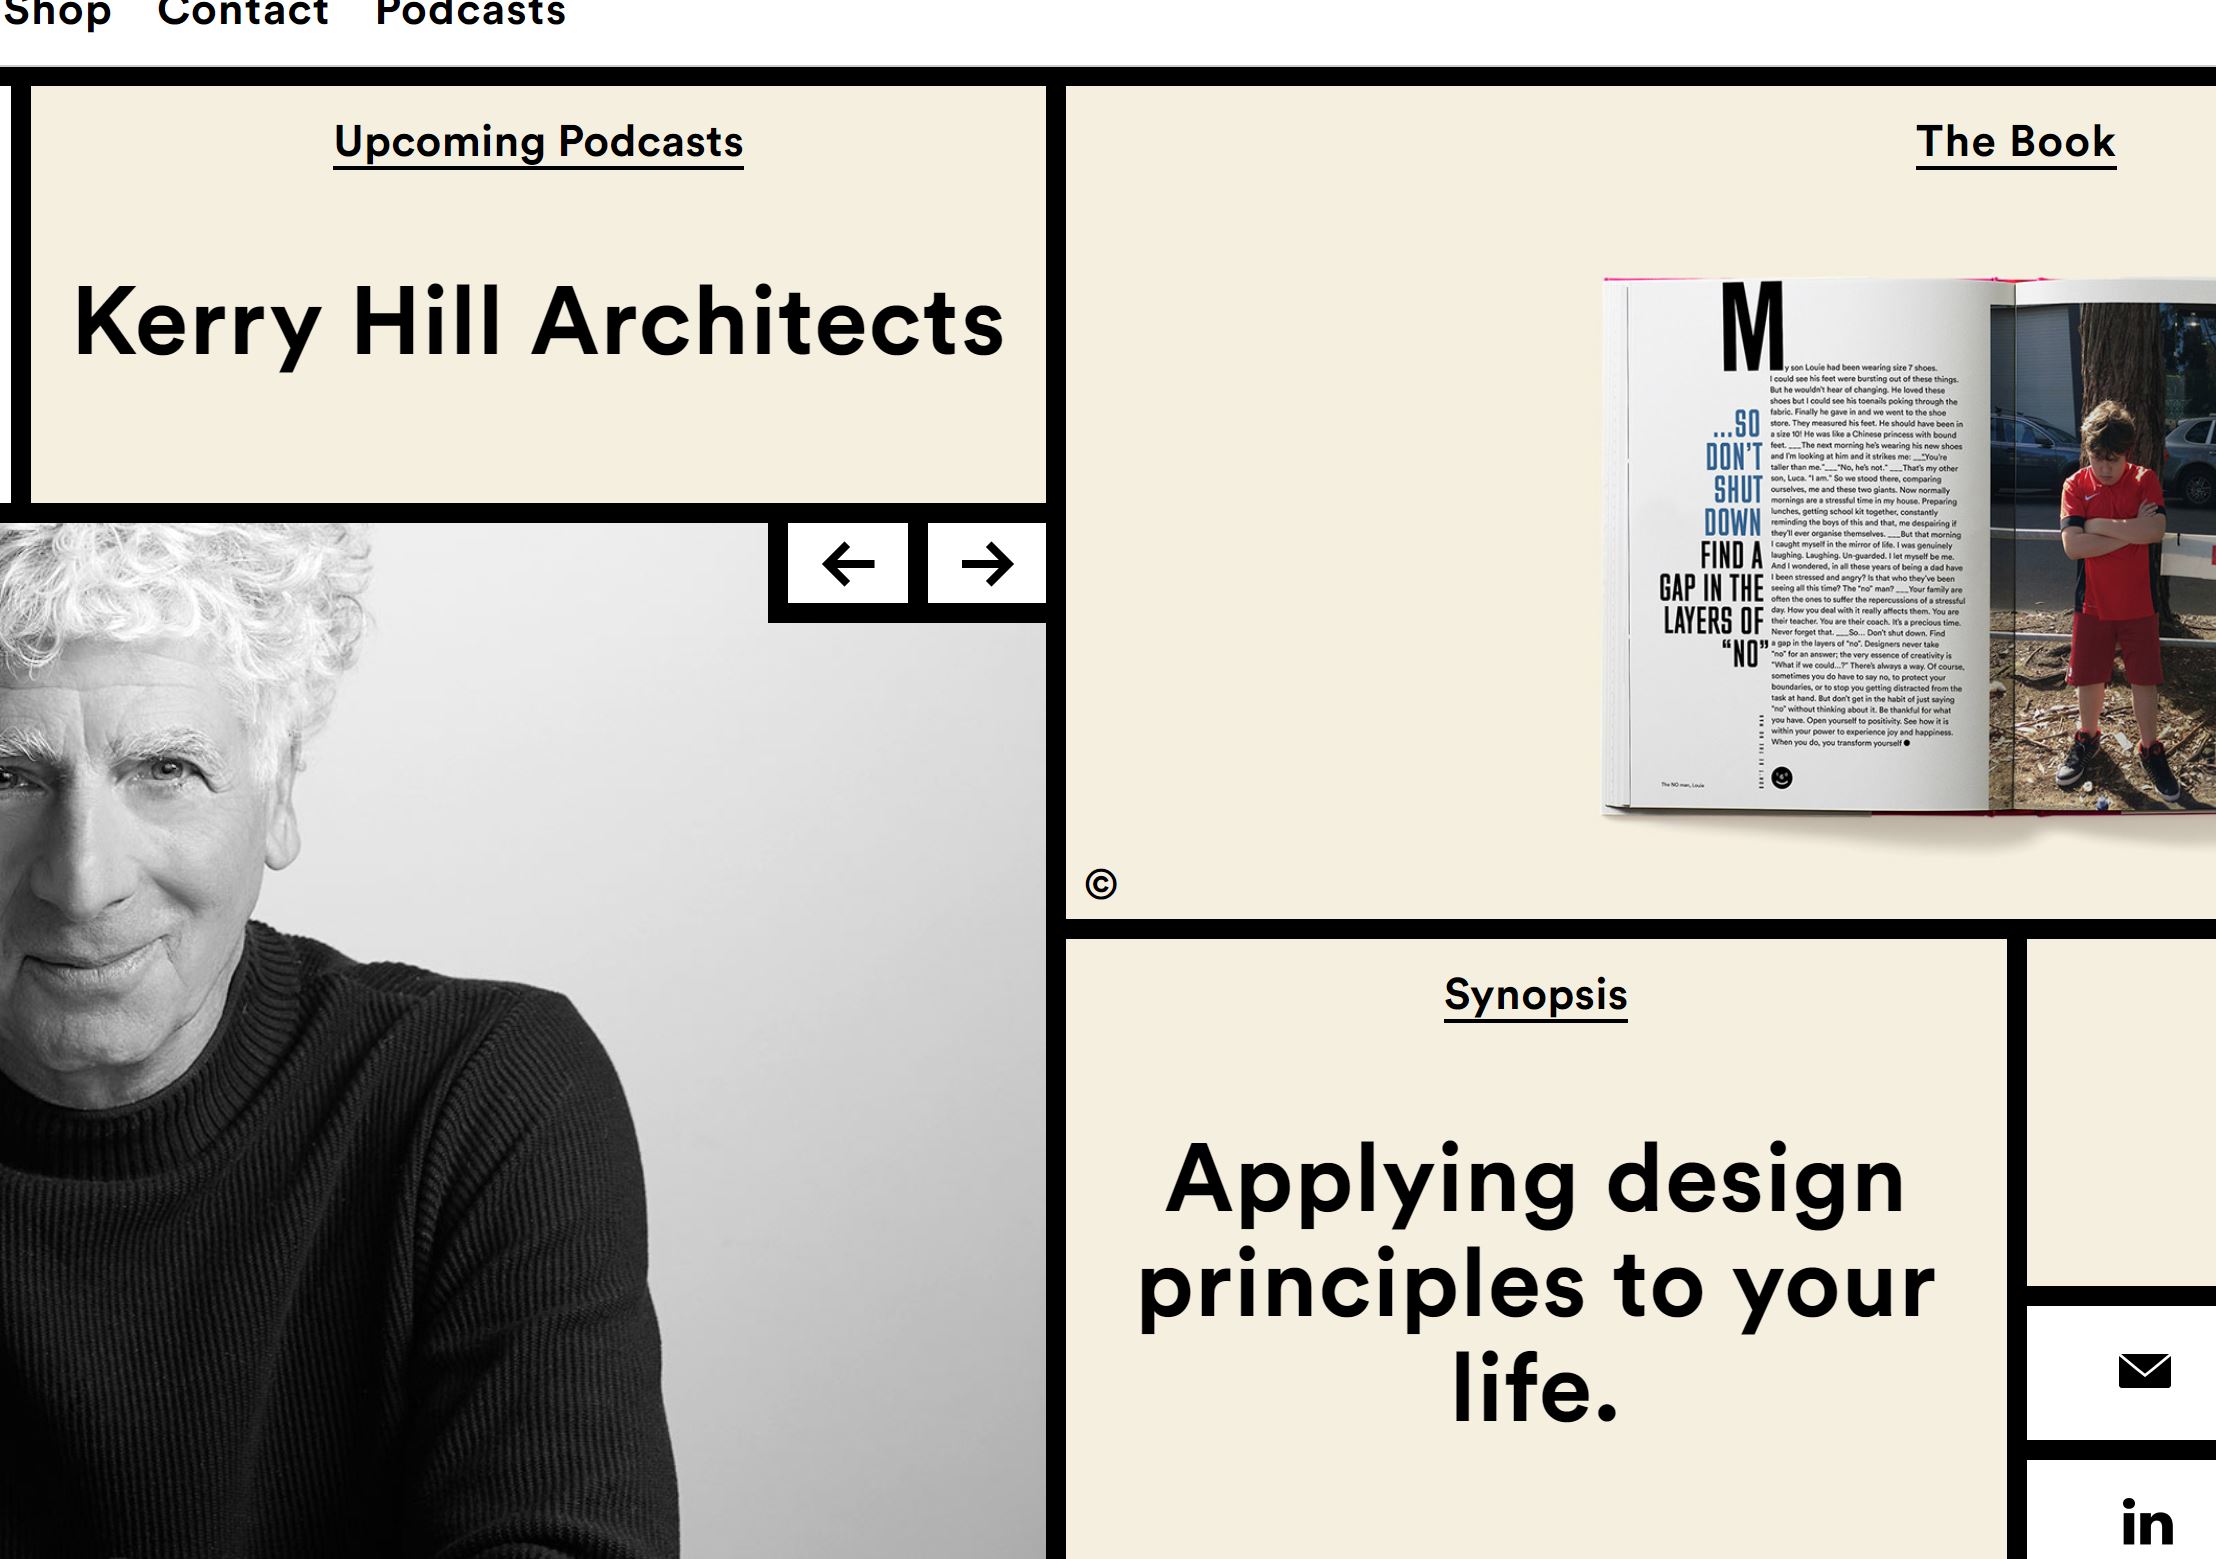 Shop Contact Podcasts
Upcoming Podcasts
Kerry Hill Architects
The Book
M
y son Louie had been wearing size 7 shoes.
I could see his feet were bursting out of these things.
But he wouldn't hear of changing. He loved these
shoes but I could see his toenails poking through the
fabric. Finally he gave in and we went to the shoe
store. They measured his feet. He should have been in
a size 10! He was like a Chinese princess with bound
feet. ___The next morning he's wearing his new shoes
and I'm looking at him and it strikes me: ___"You're
taller than me."___"No, he's not." ___That's my other
son, Luca. "I am." So we stood there, comparing
ourselves, me and these two giants. Now normally
mornings are a stressful time in my house. Preparing
lunches, getting school kit together, constantly
reminding the boys of this and that, me despairing if
they'll ever organise themselves. ___But that morning
I caught myself in the mirror of life. I was genuinely
laughing. Laughing. Un-guarded. I let myself be me.
And I wondered, in all these years of being a dad have
I been stressed and angry? Is that who they've been
seeing all this time? The "no" man? ___Your family are
often the ones to suffer the repercussions of a stressful
day. How you deal with it really affects them. You are
their teacher. You are their coach. It's a precious time.
Never forget that. ___So... Don't shut down. Find
a gap in the layers of "no". Designers never take
"no" for an answer; the very essence of creativity is
"What if we could...?" There's always a way. Of course,
sometimes you do have to say no, to protect your
boundaries, or to stop you getting distracted from the
task at hand. But don't get in the habit of just saying
"no" without thinking about it. Be thankful for what
you have. Open yourself to positivity. See how it is
within your power to experience joy and happiness.
When you do, you transform yourself
...SO
DON'T
SHUT
DOWN
FIND A
GAP IN THE
LAYERS OF
“NO”
The NO man, Louie
©
Synopsis
Applying design
principles to your
life.
in